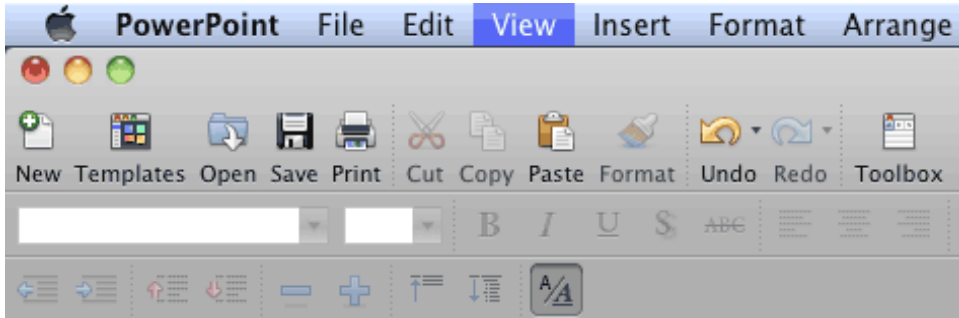 PowerPoint File Edit View Insert Format Arrange
New Templates Open Save Print Cut Copy Paste Format Undo Redo Toolbox
B I U S ABC
A/A